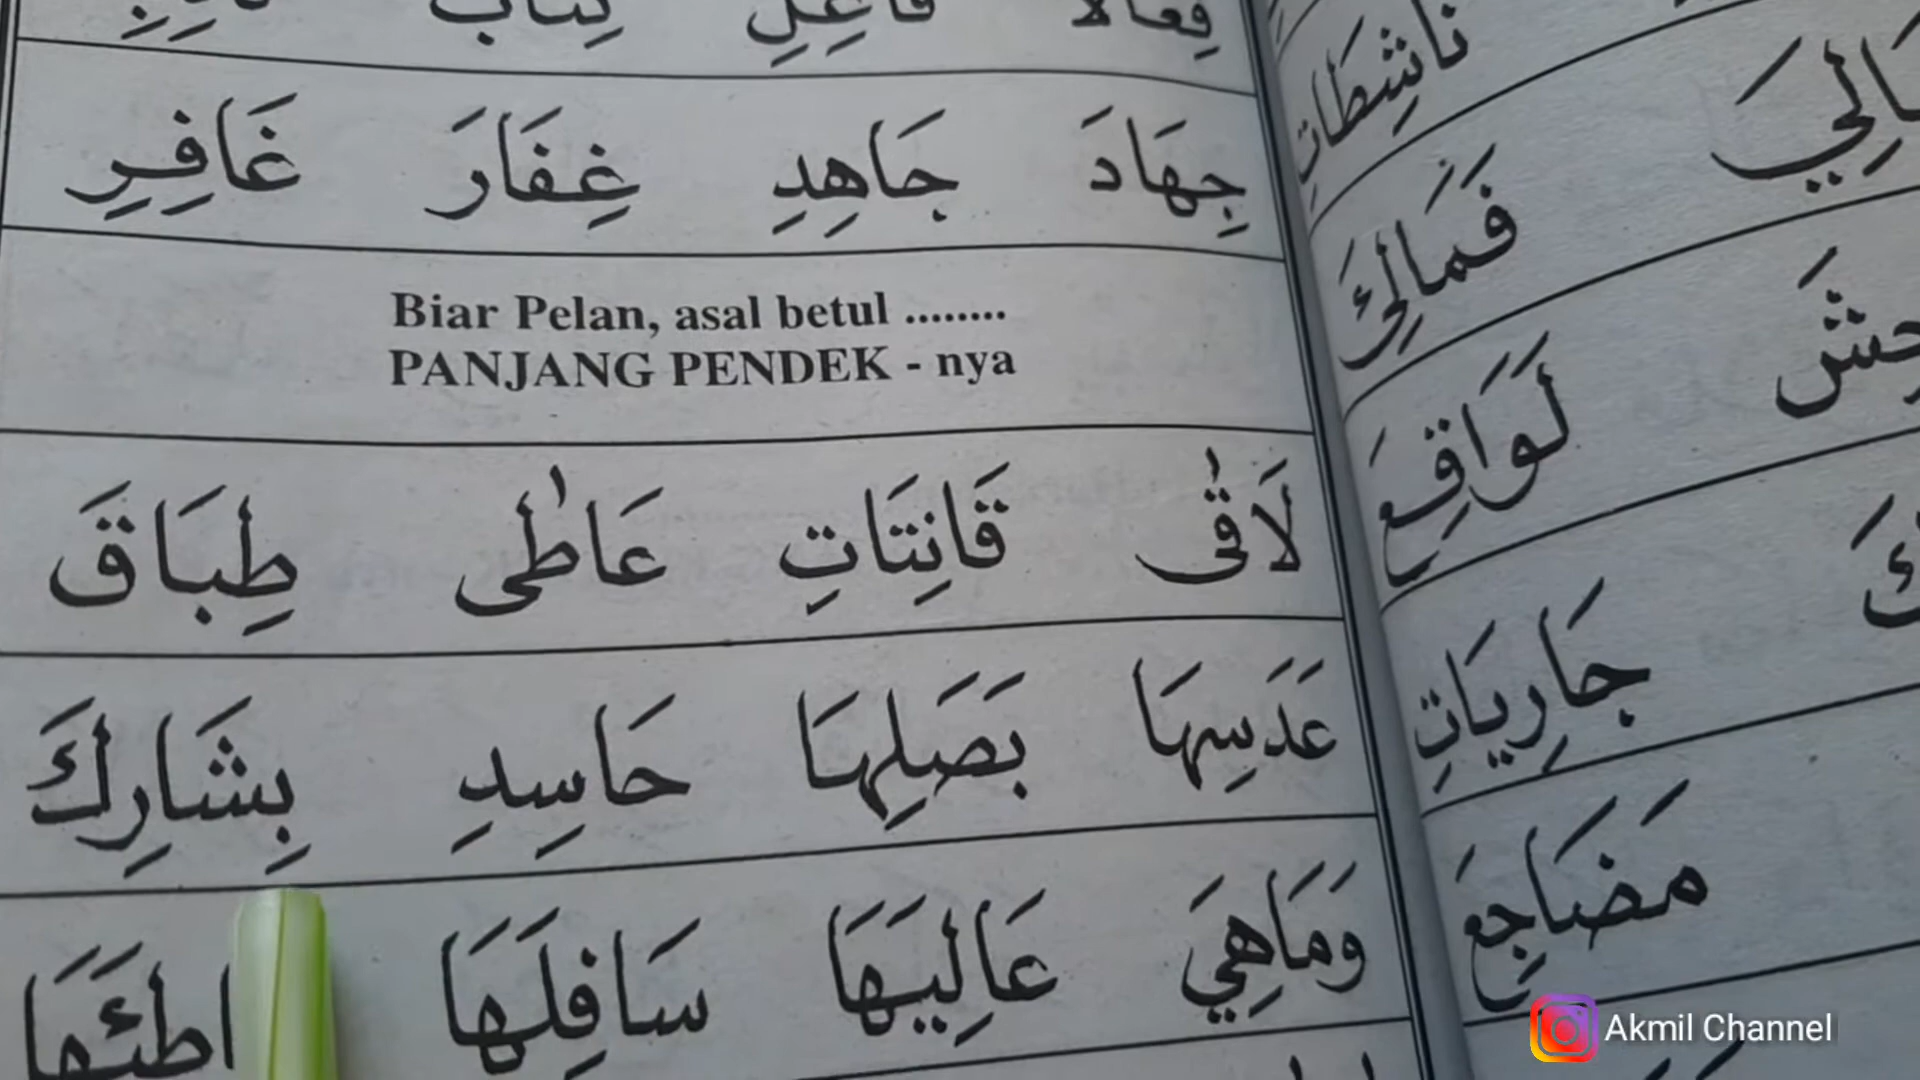 جِهَادَ جَاهِدِ غِفَارَ غَافِرِ
Biar Pelan, asal betul ........
PANJANG PENDEK - nya
لَاقٰى قَانِتَاتِ عَاطٰى طِبَاقَ
عَدَسِهَا بَصَلِهَا حَاسِدِ بِشَارِكَ
وَمَاهِيَ عَالِيَهَا سَافِلَهَا
نَاشِطَاتِ
فَمَالِئَ
لَوَاقِعَ
جَارِيَاتِ
مَضَاجِعَ
Akmil Channel